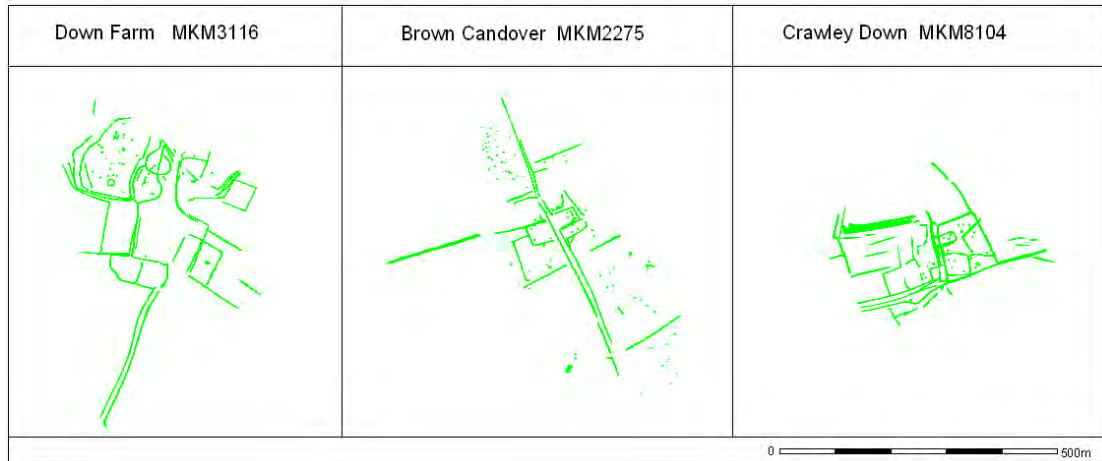 Down Farm MKM3116
Brown Candover MKM2275
Crawley Down MKM8104
0 500m